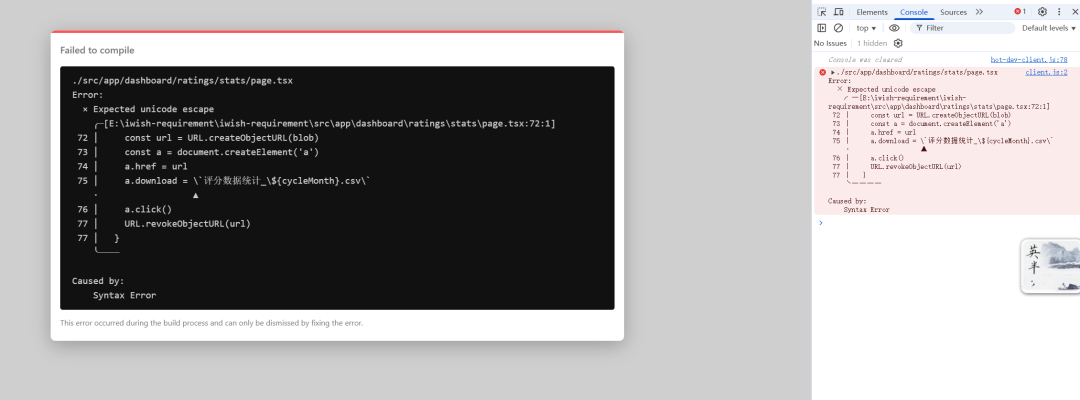 Failed to compile
./src/app/dashboard/ratings/stats/page.tsx
Error:
× Expected unicode escape
╭─[E:\iwish-requirement\iwish-requirement\src\app\dashboard\ratings\stats\page.tsx:72:1]
72 │ const url = URL.createObjectURL(blob)
73 │ const a = document.createElement('a')
74 │ a.href = url
75 │ a.download = \`评分数据统计_\${cycleMonth}.csv\`
· ▲
76 │ a.click()
77 │ URL.revokeObjectURL(url)
77 │ }
╰────
Caused by:
Syntax Error
This error occurred during the build process and can only be dismissed by fixing the error.
Elements Console Sources 1
top Filter Default levels
No Issues 1 hidden
Console was cleared hot-dev-client.js:78
./src/app/dashboard/ratings/stats/page.tsx client.js:2
Error:
× Expected unicode escape
╭─[E:\iwish-requirement\iwish-
requirement\src\app\dashboard\ratings\stats\page.tsx:72:1]
72 │ const url = URL.createObjectURL(blob)
73 │ const a = document.createElement('a')
74 │ a.href = url
75 │ a.download = \`评分数据统计_\${cycleMonth}.csv\`
· ▲
76 │ a.click()
77 │ URL.revokeObjectURL(url)
77 │ }
╰────
Caused by:
Syntax Error
英
半